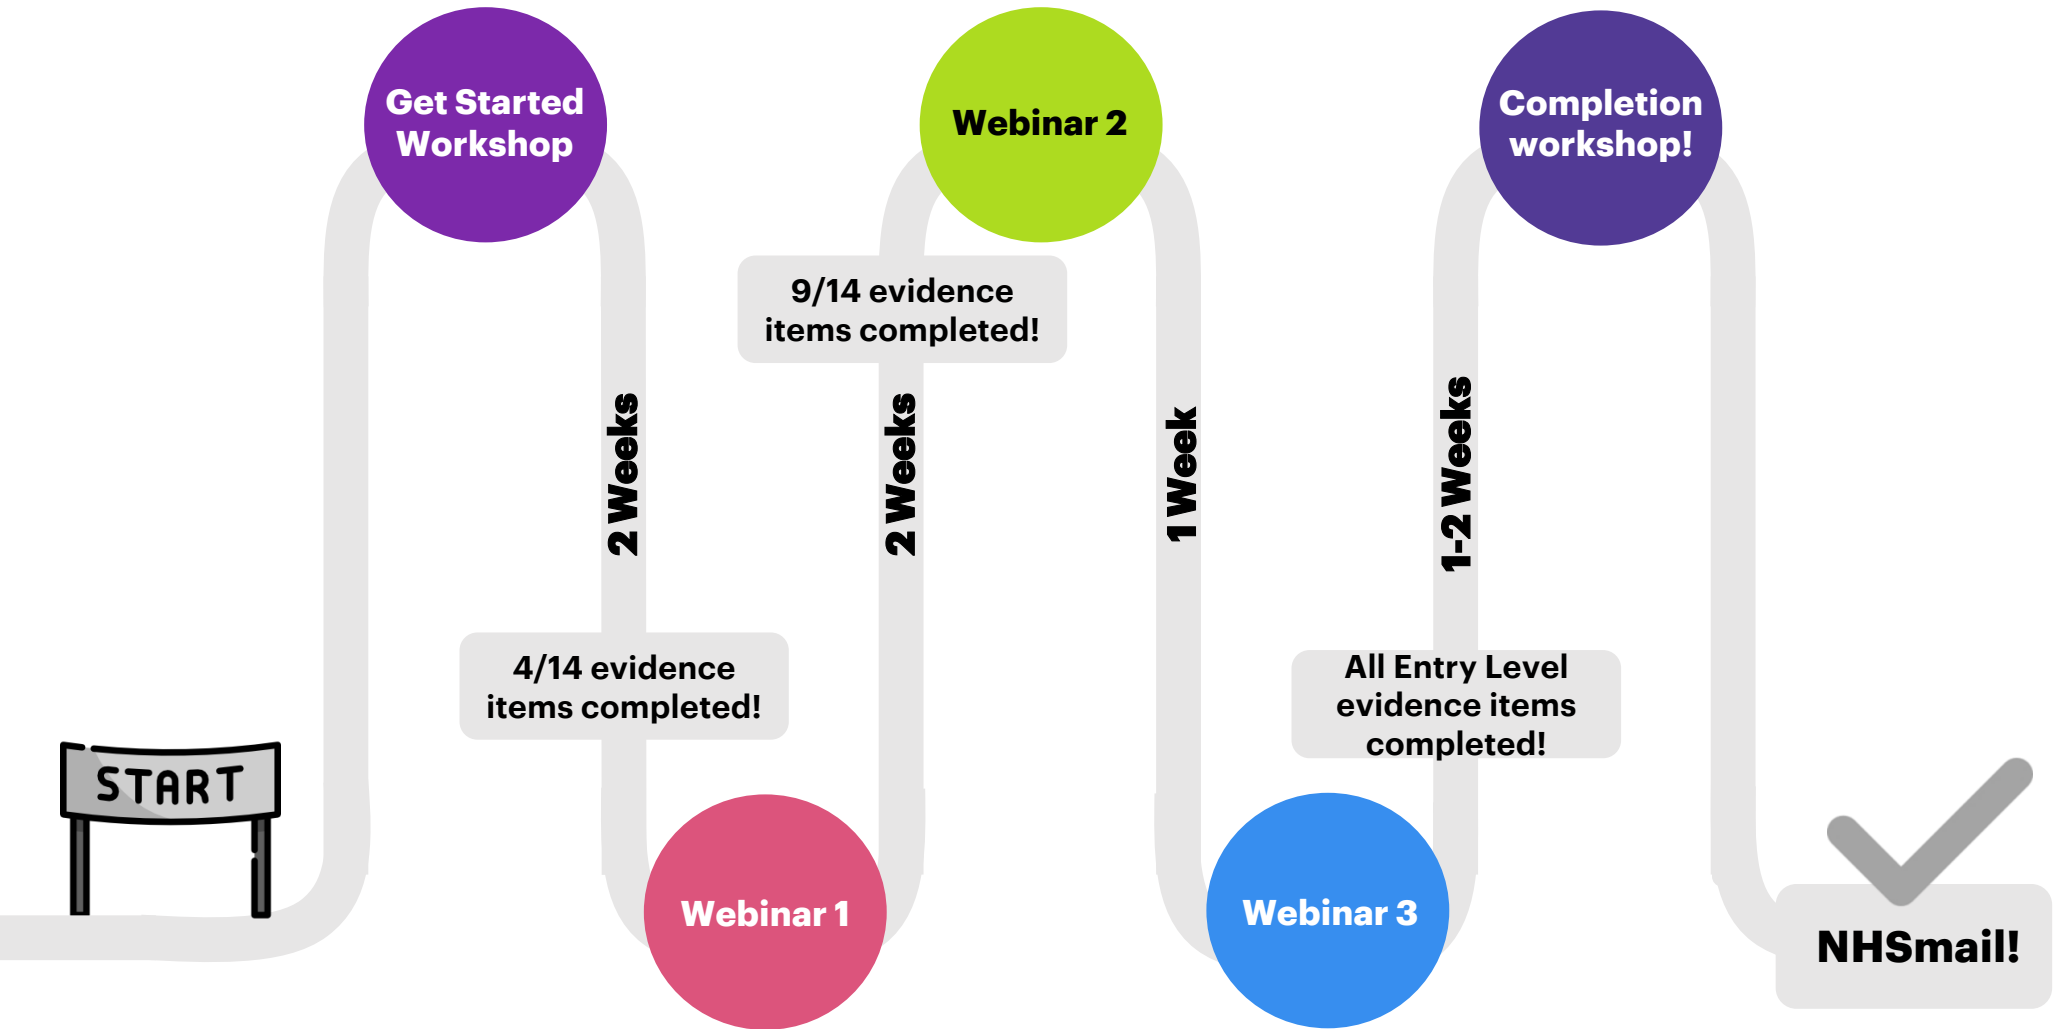 START
Get Started
Workshop
2 Weeks
4/14 evidence
items completed!
Webinar 1
2 Weeks
9/14 evidence
items completed!
Webinar 2
1 Week
Webinar 3
All Entry Level
evidence items
completed!
1-2 Weeks
Completion
workshop!
NHSmail!